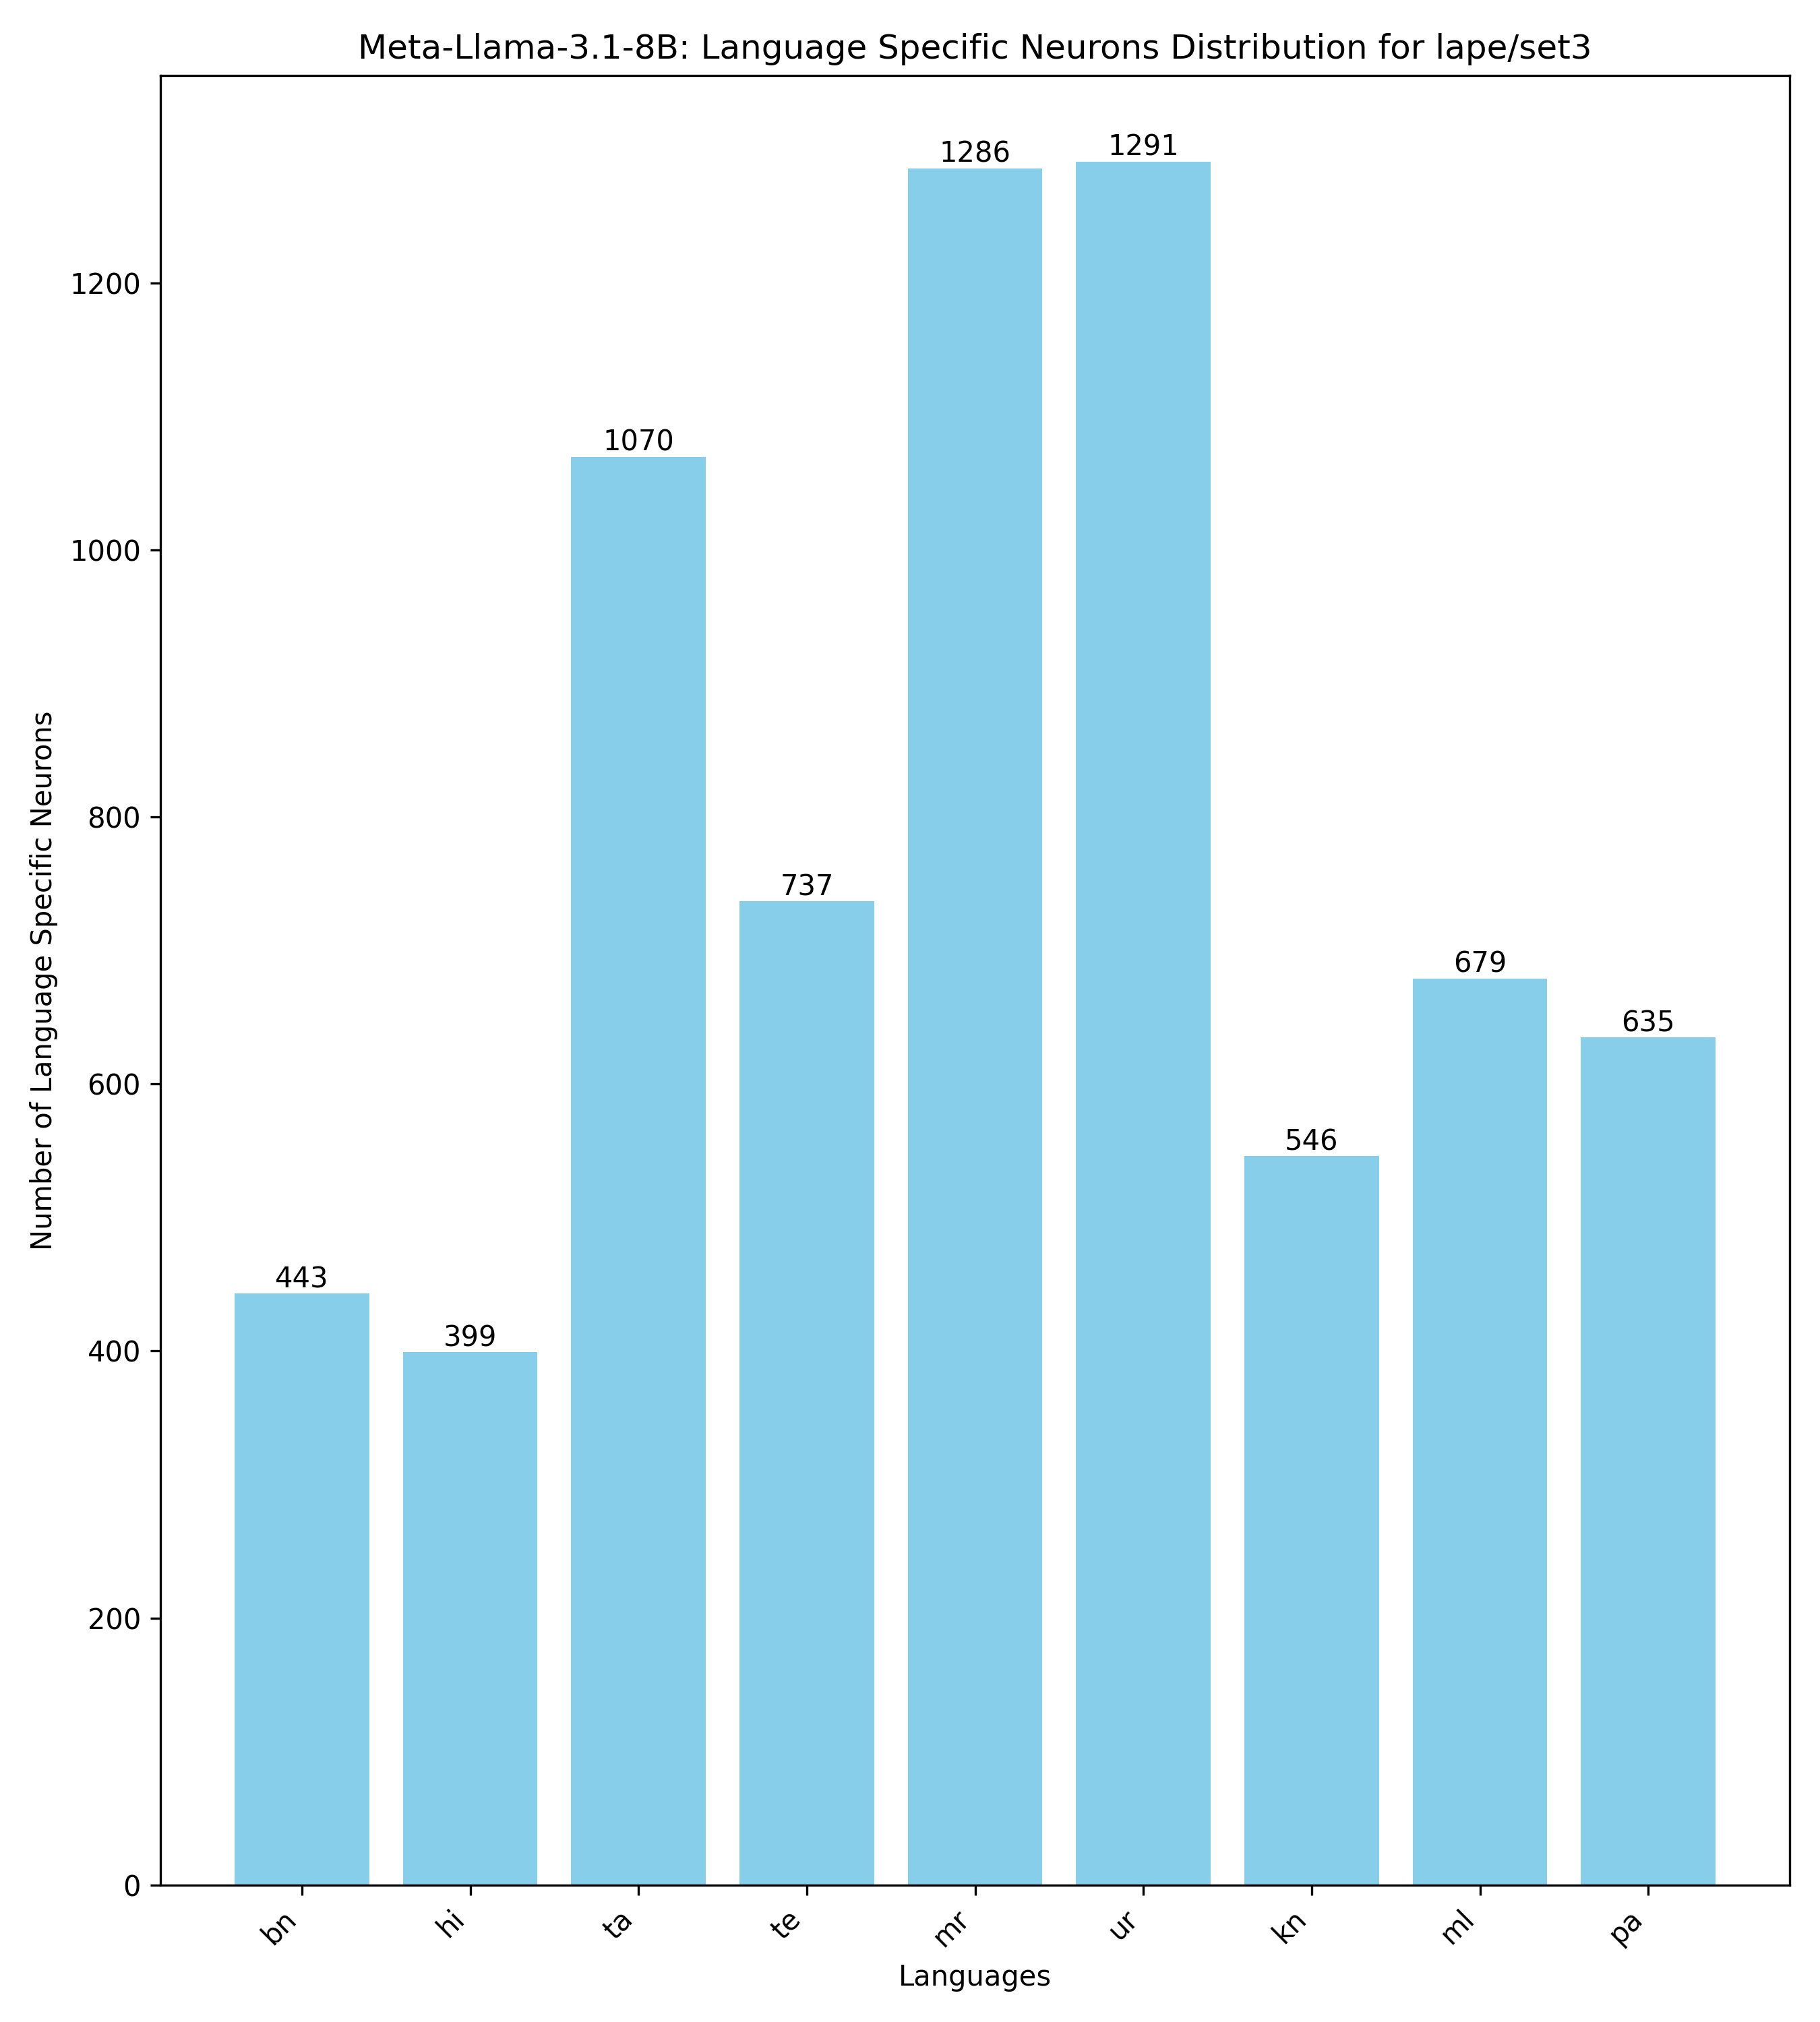 Meta-Llama-3.1-8B: Language Specific Neurons Distribution for lape/set3
Number of Language Specific Neurons
1200
1000
800
600
400
200
0
443
399
1070
737
1286
1291
546
679
635
bn
hi
ta
te
mr
ur
kn
ml
pa
Languages